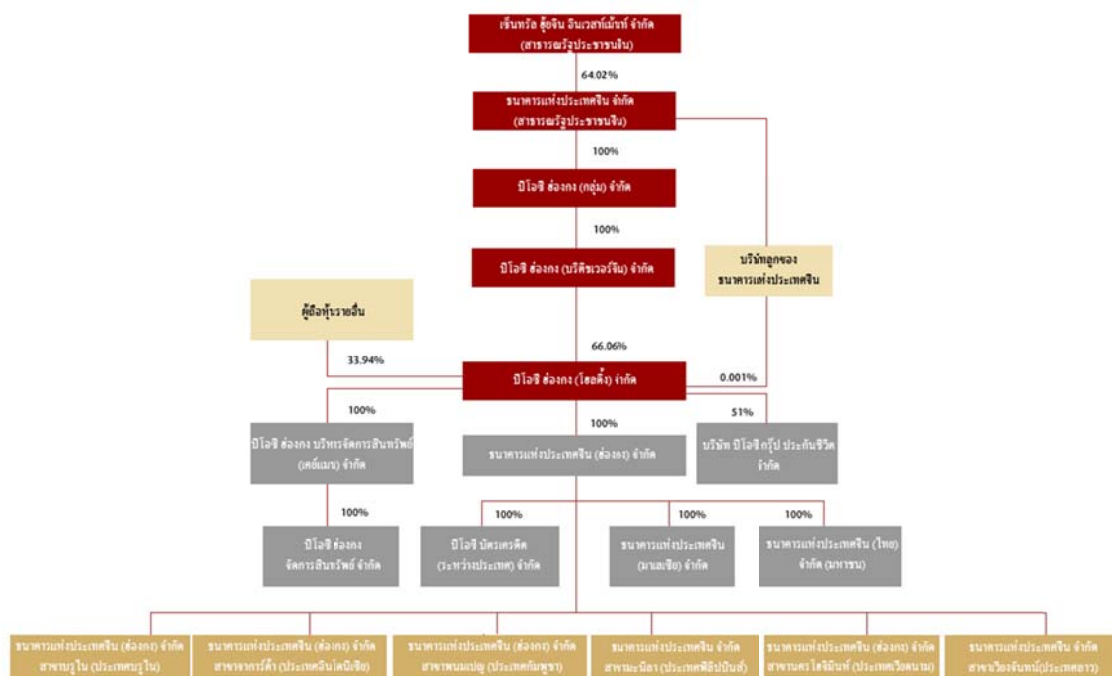 เซ็นทรัล ฮุ้ยจิน อินเวสท์เม้นท์ จำกัด
(สาธารณรัฐประชาชนจีน)
64.02%
ธนาคารแห่งประเทศจีน จำกัด
(สาธารณรัฐประชาชนจีน)
100%
บีโอซี ฮ่องกง (กลุ่ม) จำกัด
100%
บีโอซี ฮ่องกง (บริติชเวอร์จิน) จำกัด
บริษัทลูกของ
ธนาคารแห่งประเทศจีน
ผู้ถือหุ้นรายอื่น
66.06%
33.94%
0.001%
บีโอซี ฮ่องกง (โฮลดิ้ง) จำกัด
100%
100%
51%
บีโอซี ฮ่องกง บริหารจัดการสินทรัพย์
(เคย์แมน) จำกัด
ธนาคารแห่งประเทศจีน (ฮ่องกง) จำกัด
บริษัท บีโอซี กรุ๊ป ประกันชีวิต
จำกัด
100%
100%
100%
100%
บีโอซี ฮ่องกง
จัดการสินทรัพย์ จำกัด
บีโอซี บัตรเครดิต
(ระหว่างประเทศ) จำกัด
ธนาคารแห่งประเทศจีน
(มาเลเซีย) จำกัด
ธนาคารแห่งประเทศจีน (ไทย)
จำกัด (มหาชน)
ธนาคารแห่งประเทศจีน (ฮ่องกง) จำกัด
สาขาบรูไน (ประเทศบรูไน)
ธนาคารแห่งประเทศจีน (ฮ่องกง) จำกัด
สาขาจาการ์ต้า (ประเทศอินโดนีเซีย)
ธนาคารแห่งประเทศจีน (ฮ่องกง) จำกัด
สาขาพนมเปญ (ประเทศกัมพูชา)
ธนาคารแห่งประเทศจีน (ฮ่องกง) จำกัด
สาขามะนิลา (ประเทศฟิลิปปินส์)
ธนาคารแห่งประเทศจีน (ฮ่องกง) จำกัด
สาขานครโฮจิมินห์ (ประเทศเวียดนาม)
ธนาคารแห่งประเทศจีน (ฮ่องกง) จำกัด
สาขาเวียงจันทน์(ประเทศลาว)